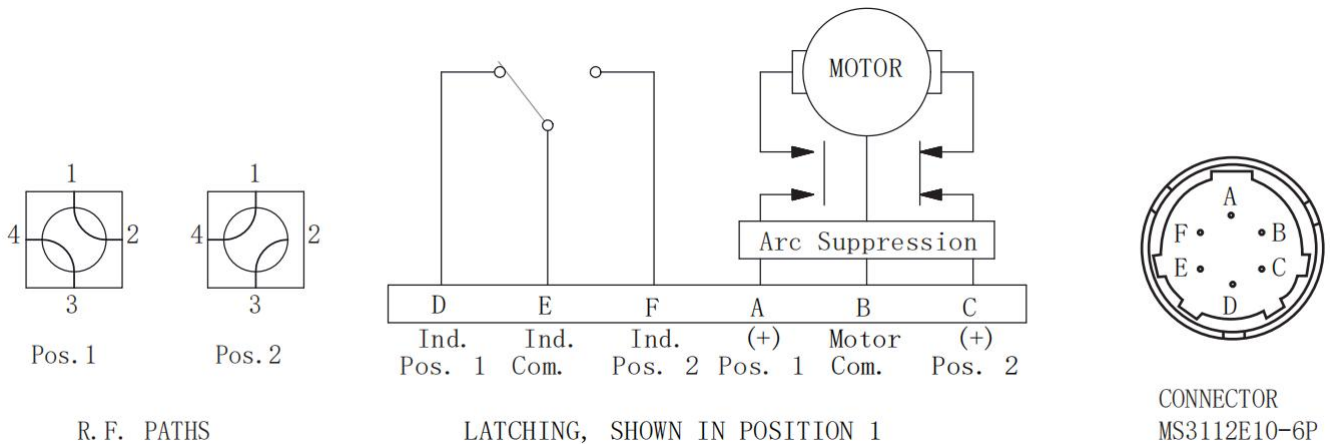 1
4 2
3
Pos.1
1
4 2
3
Pos.2
R.F. PATHS
MOTOR
Arc Suppression
D E F A B C
Ind. Ind. Ind. (+) Motor (+)
Pos. 1 Com. Pos. 2 Pos. 1 Com. Pos. 2
LATCHING, SHOWN IN POSITION 1
A
F B
E C
D
CONNECTOR
MS3112E10-6P